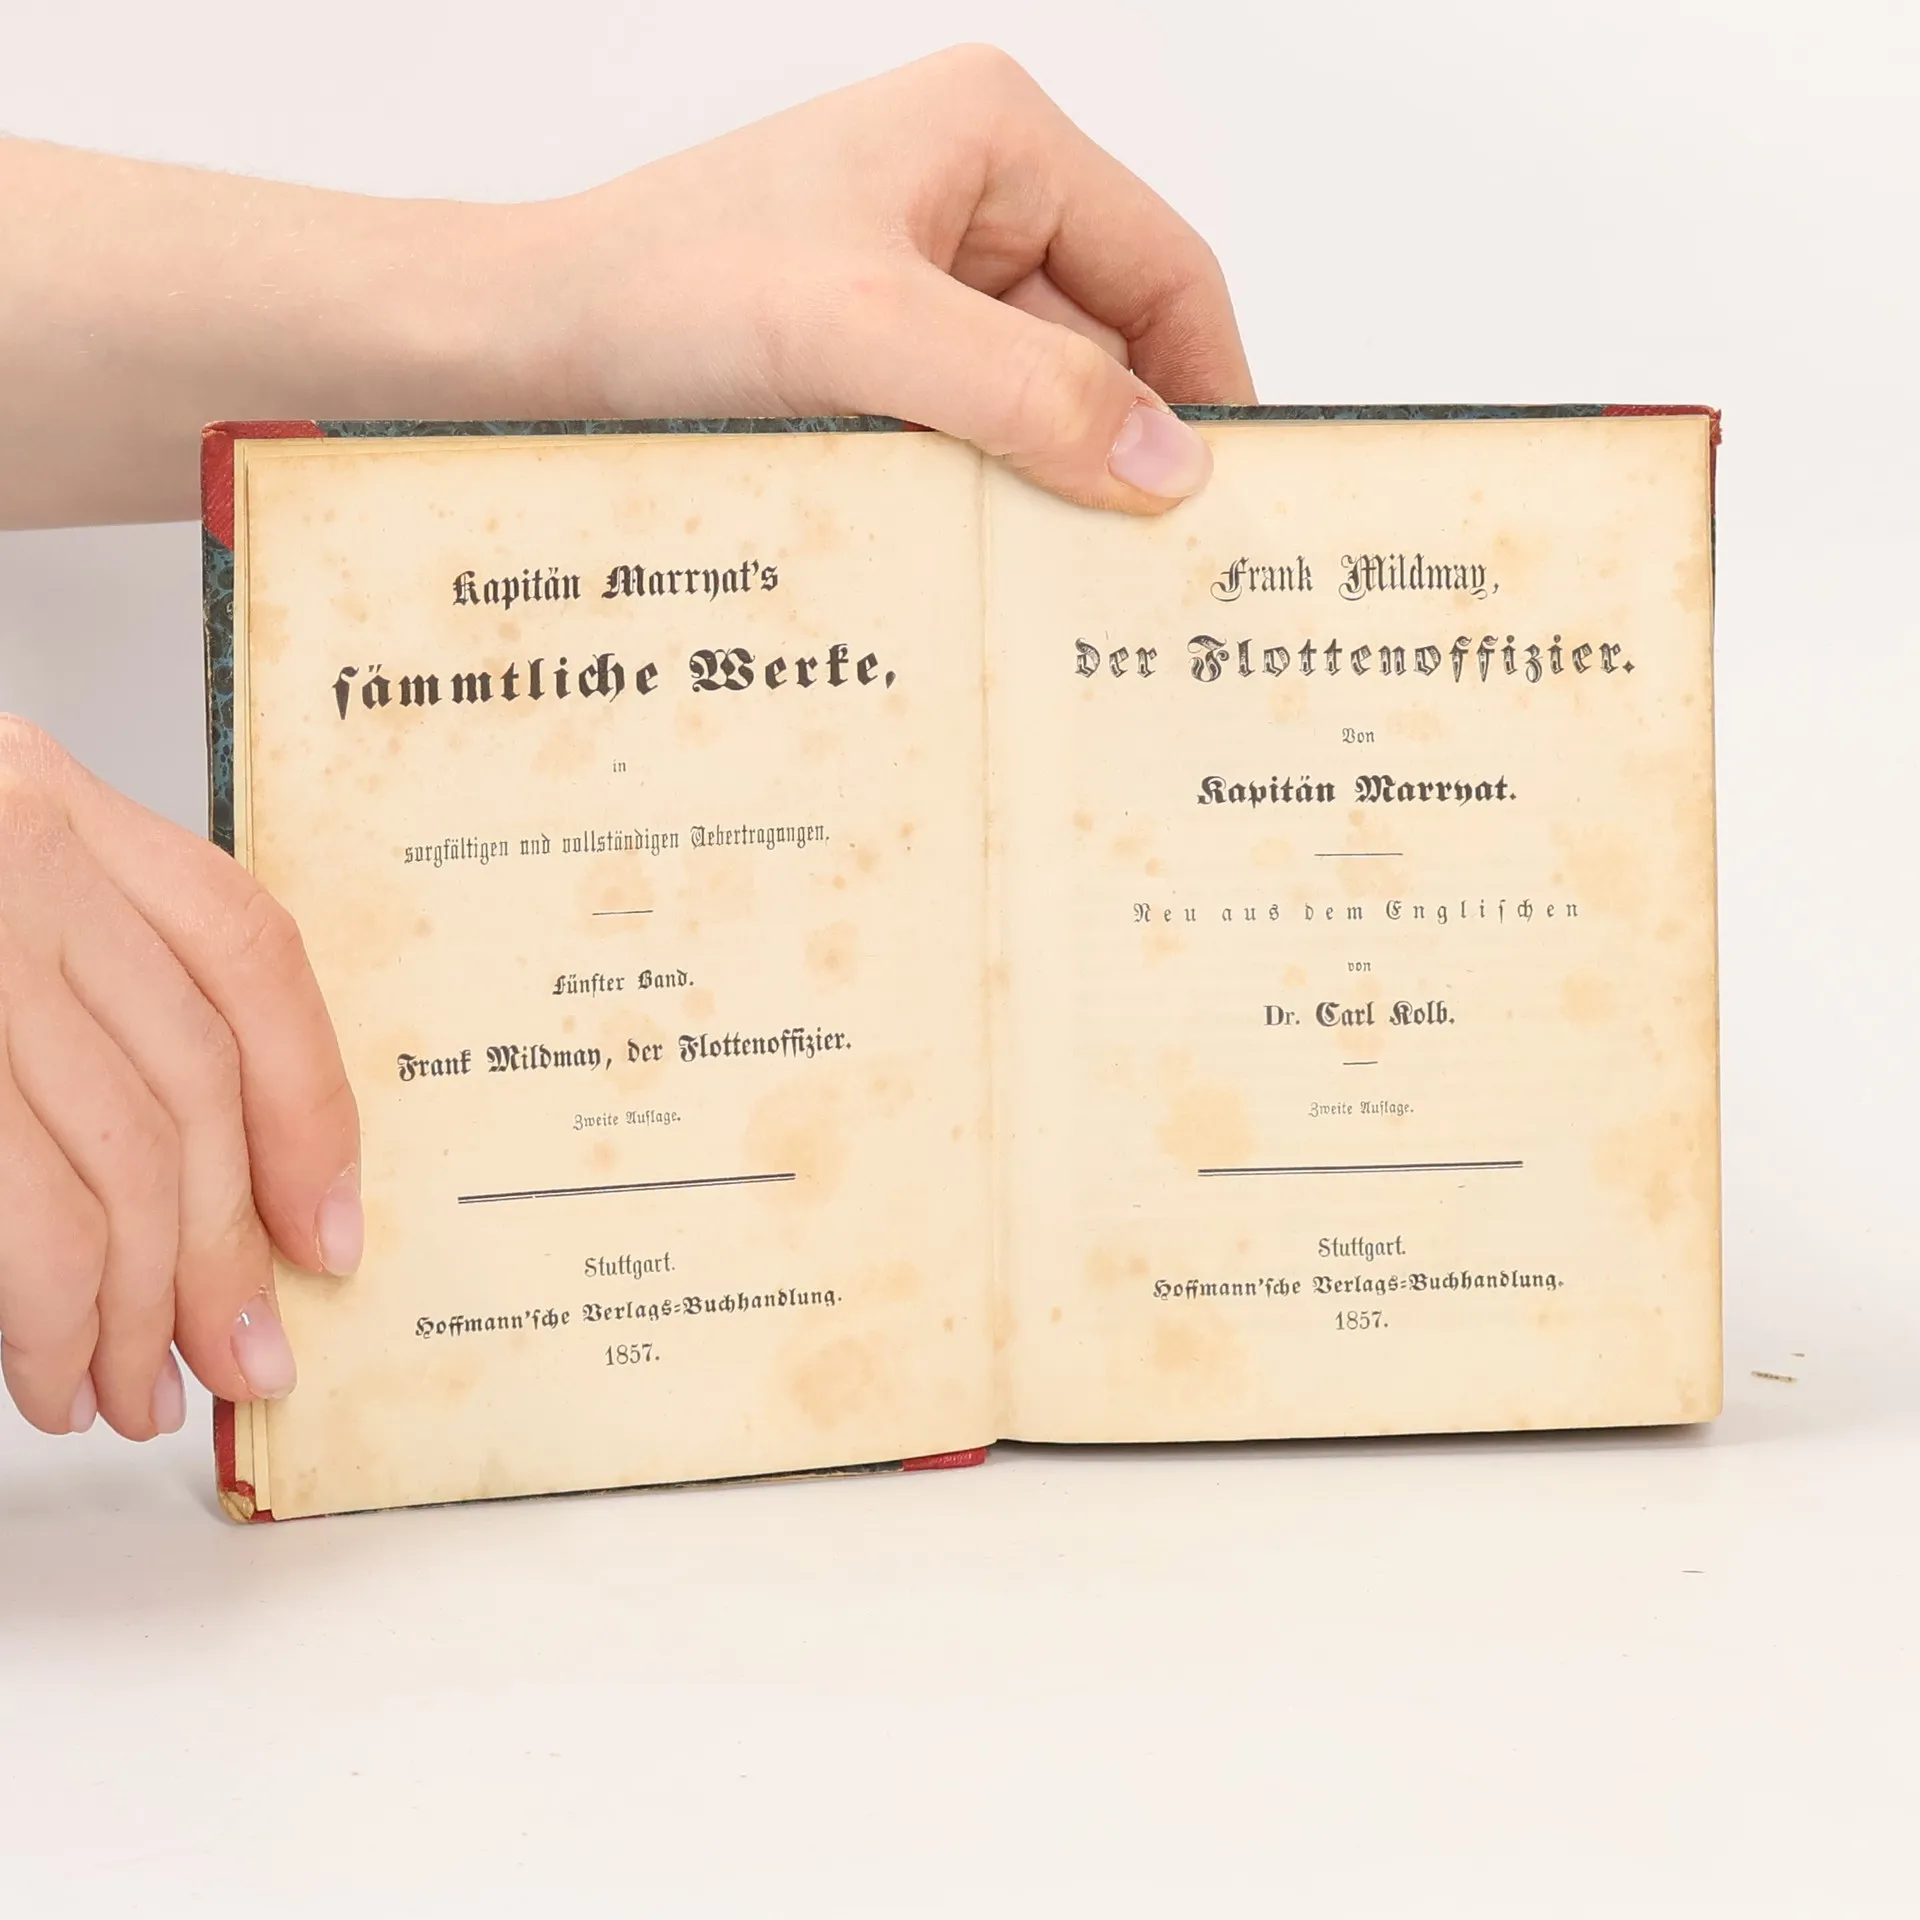 Kapitän Marryat's
sämmtliche Werke,
in
sorgfältigen und vollständigen Uebertragungen.
Fünfter Band.
Frank Mildmay, der Flottenoffizier.
Zweite Auflage.
Stuttgart.
Hoffmann'sche Verlags-Buchhandlung.
1857.
Frank Mildmay,
der Flottenoffizier.
Von
Kapitän Marryat.
Neu aus dem Englischen
von
Dr. Carl Kolb.
Zweite Auflage.
Stuttgart.
Hoffmann'sche Verlags-Buchhandlung.
1857.